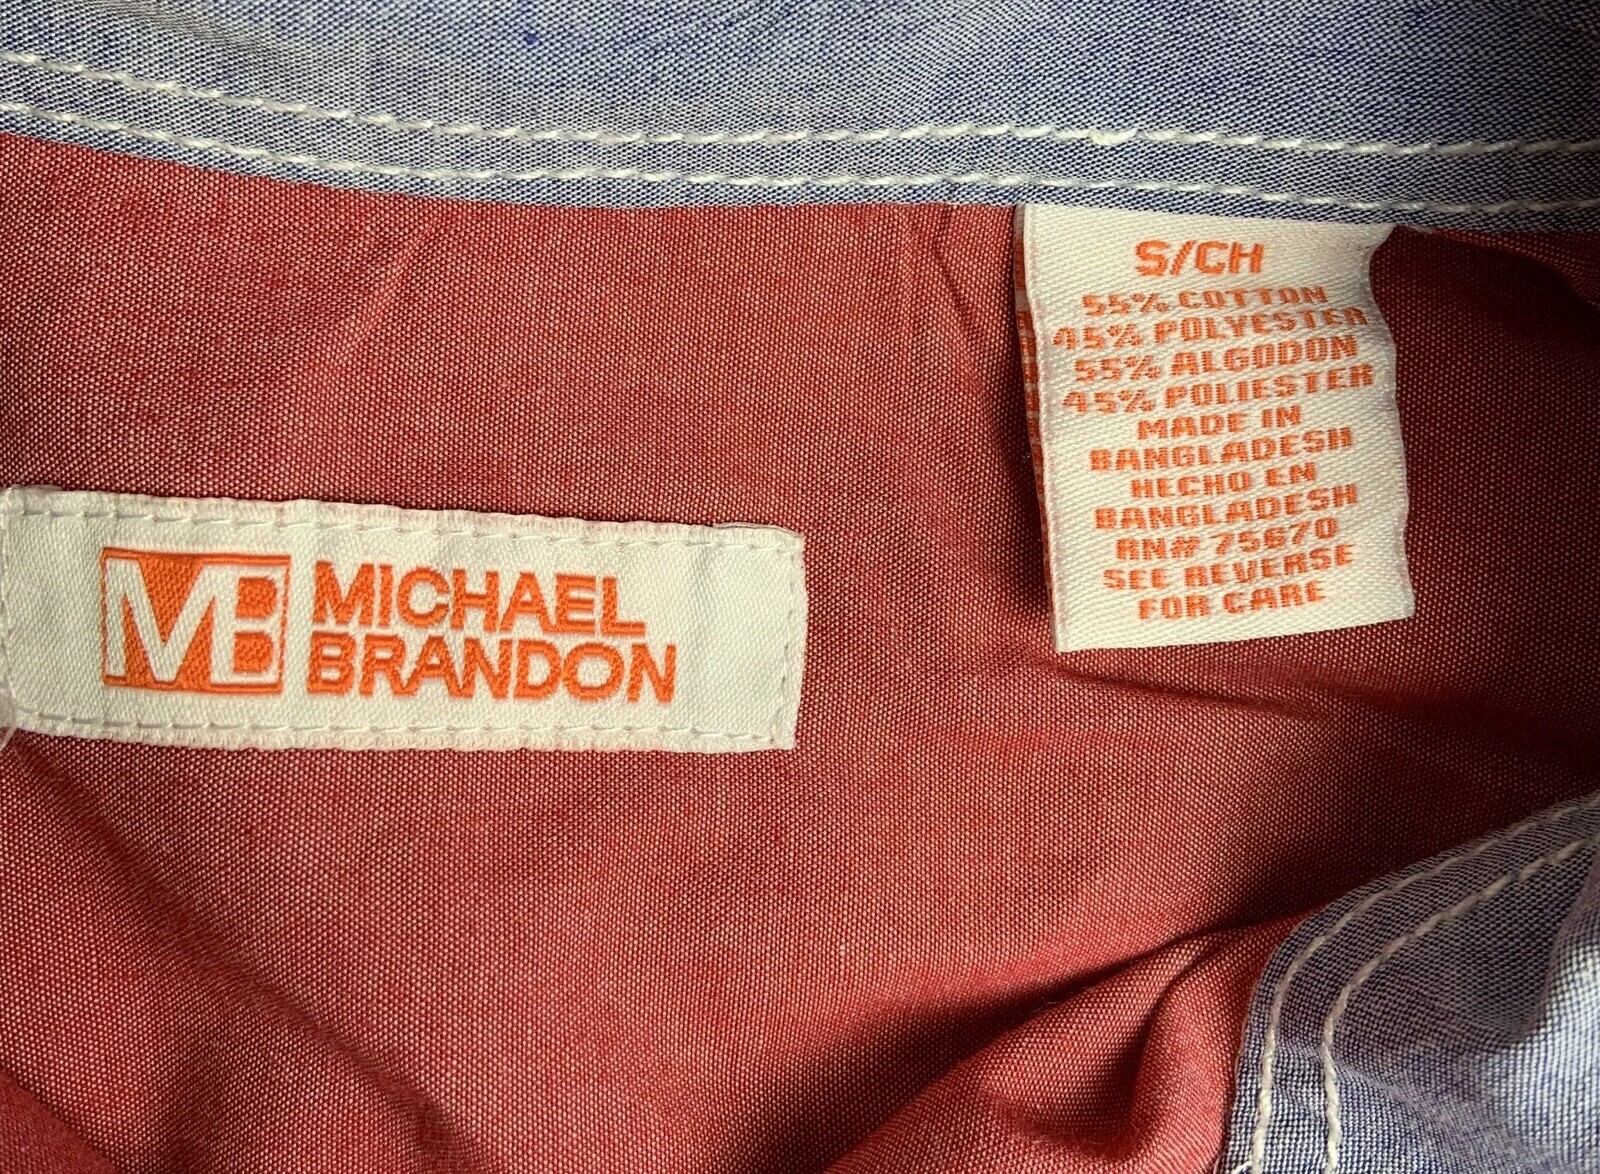 S/CH
55% COTTON
45% POLYESTER
55% ALGODON
45% POLIESTER
MADE IN
BANGLADESH
HECHO EN
BANGLADESH
RN# 75670
SEE REVERSE
FOR CARE
MB
MICHAEL
BRANDON